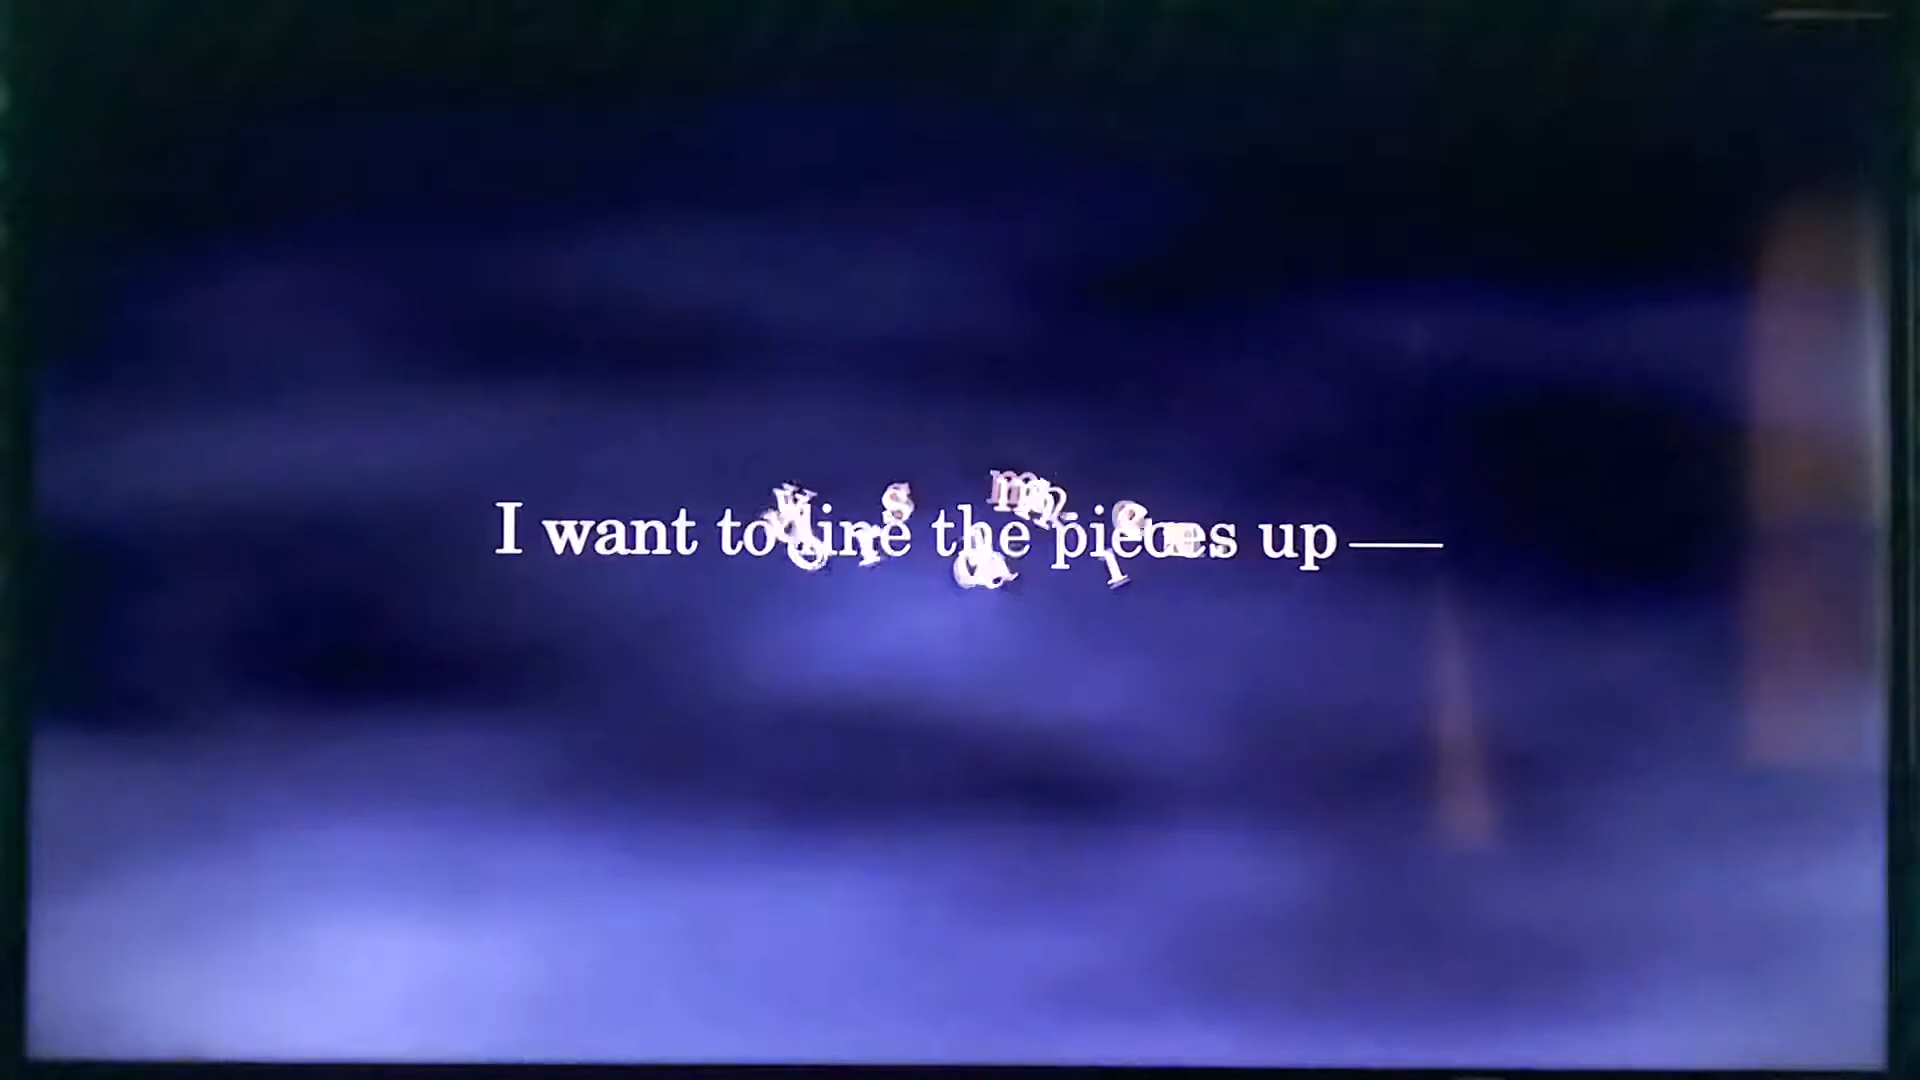 I want to line the pieces up —